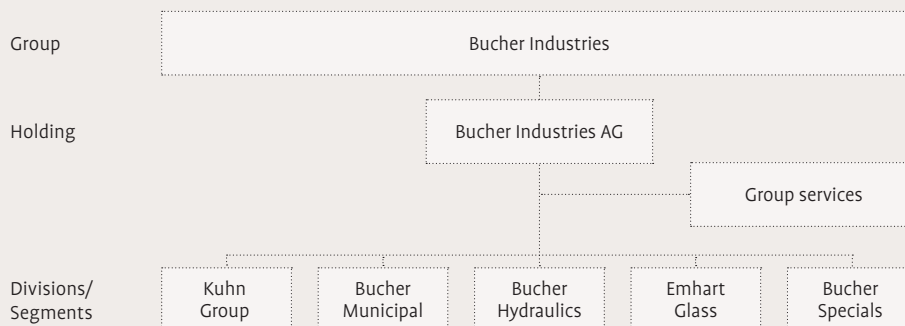 Group
Bucher Industries
Holding
Bucher Industries AG
Group services
Divisions/
Segments
Kuhn
Group
Bucher
Municipal
Bucher
Hydraulics
Emhart
Glass
Bucher
Specials